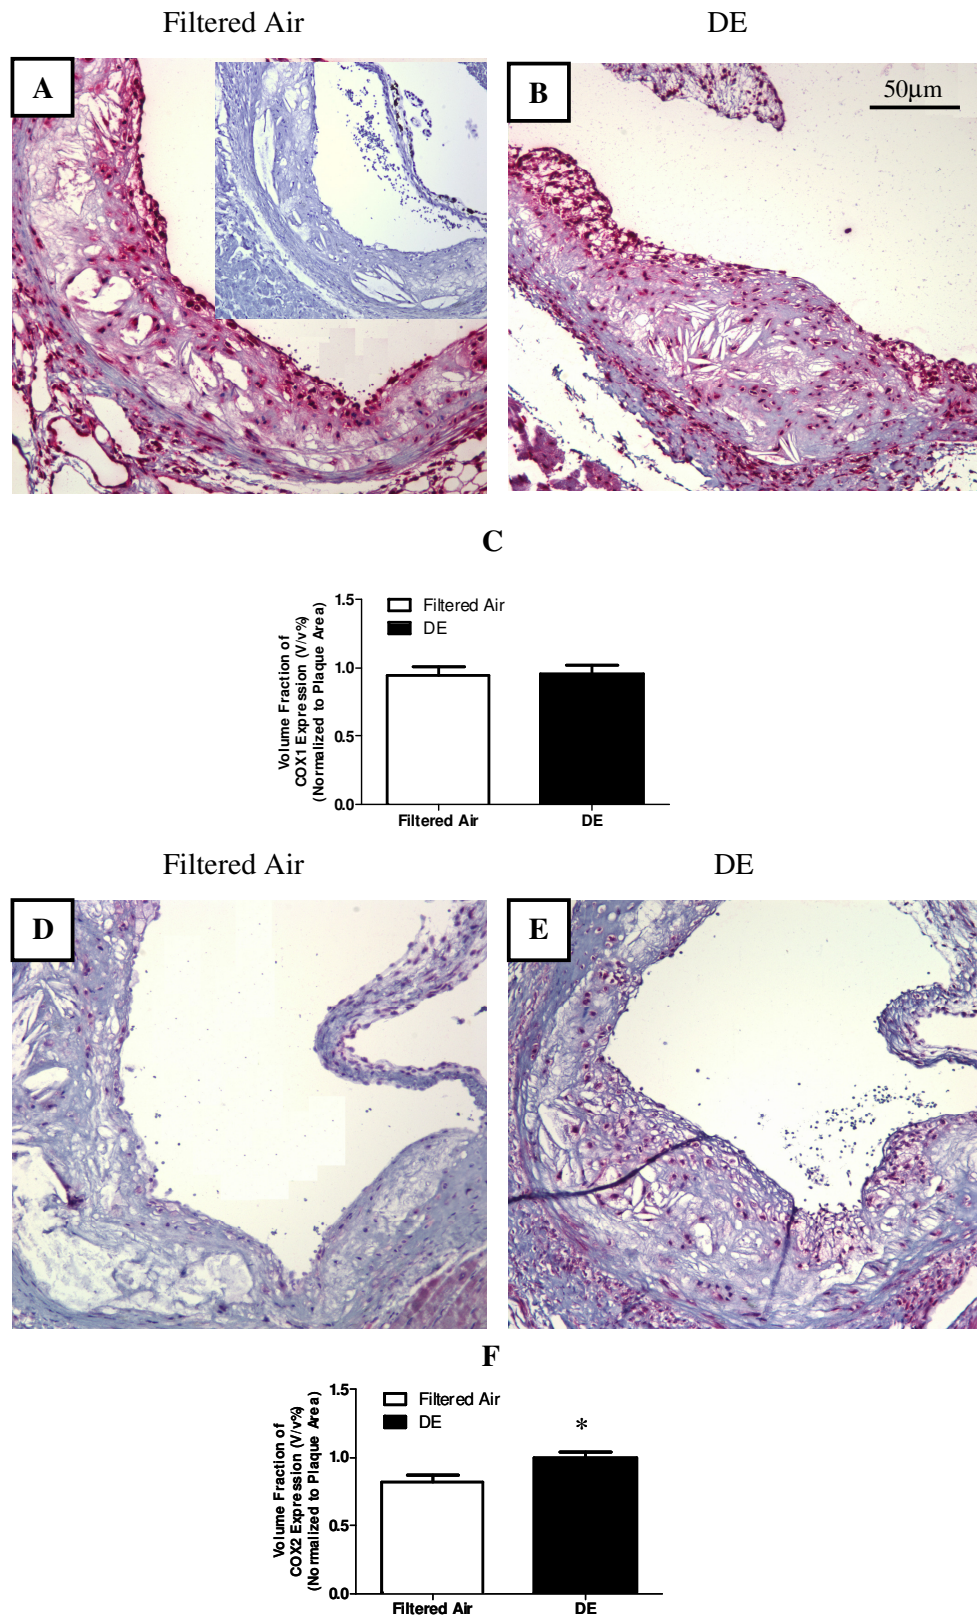 Filtered Air
DE
A
B
50µm
C
Volume Fraction of
COX1 Expression (V/v%)
(Normalized to Plaque Area)
1.5
1.0
0.5
0.0
Filtered Air
DE
Filtered Air
DE
Filtered Air
DE
D
E
F
Volume Fraction of
COX2 Expression (V/v%)
(Normalized to Plaque Area)
1.5
1.0
0.5
0.0
Filtered Air
DE
*
Filtered Air
DE